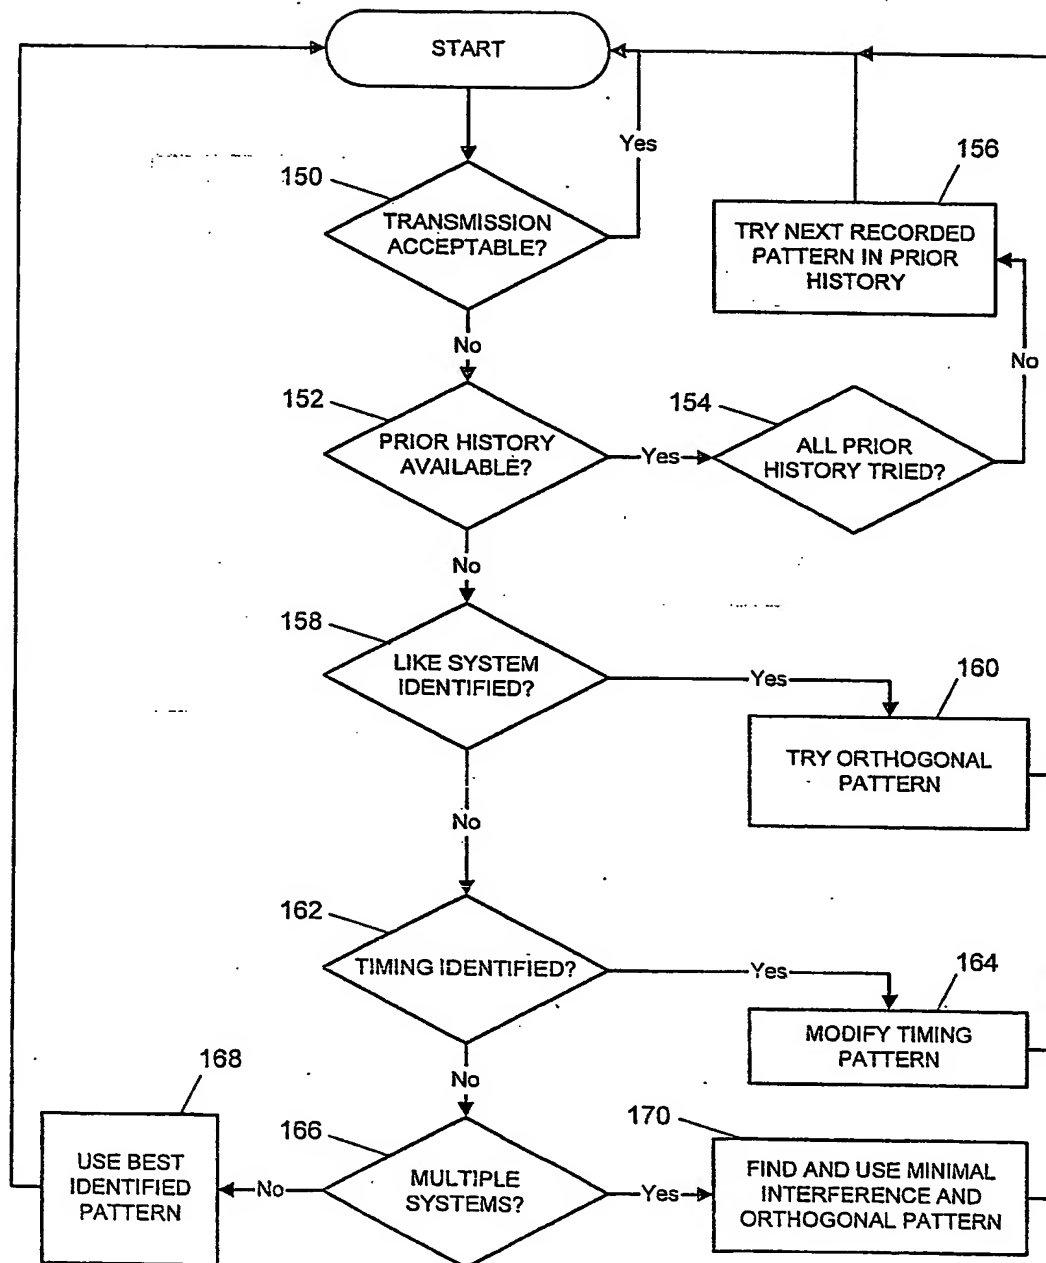 START
Yes
150
TRANSMISSION
ACCEPTABLE?
156
TRY NEXT RECORDED
PATTERN IN PRIOR
HISTORY
No
No
152
PRIOR HISTORY
AVAILABLE?
Yes
154
ALL PRIOR
HISTORY TRIED?
No
158
LIKE SYSTEM
IDENTIFIED?
Yes
160
TRY ORTHOGONAL
PATTERN
No
162
TIMING IDENTIFIED?
Yes
164
MODIFY TIMING
PATTERN
No
168
USE BEST
IDENTIFIED
PATTERN
No
166
MULTIPLE
SYSTEMS?
Yes
170
FIND AND USE MINIMAL
INTERFERENCE AND
ORTHOGONAL PATTERN